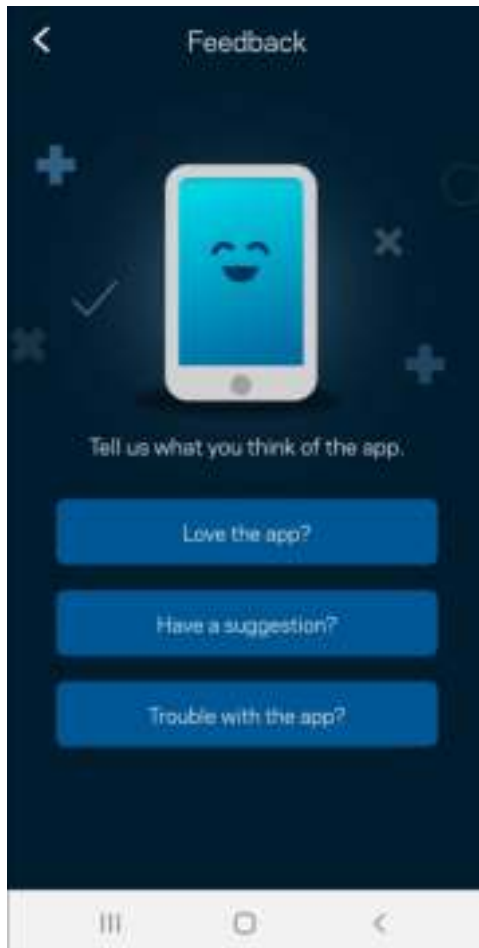 Feedback
Tell us what you think of the app.
Love the app?
Have a suggestion?
Trouble with the app?